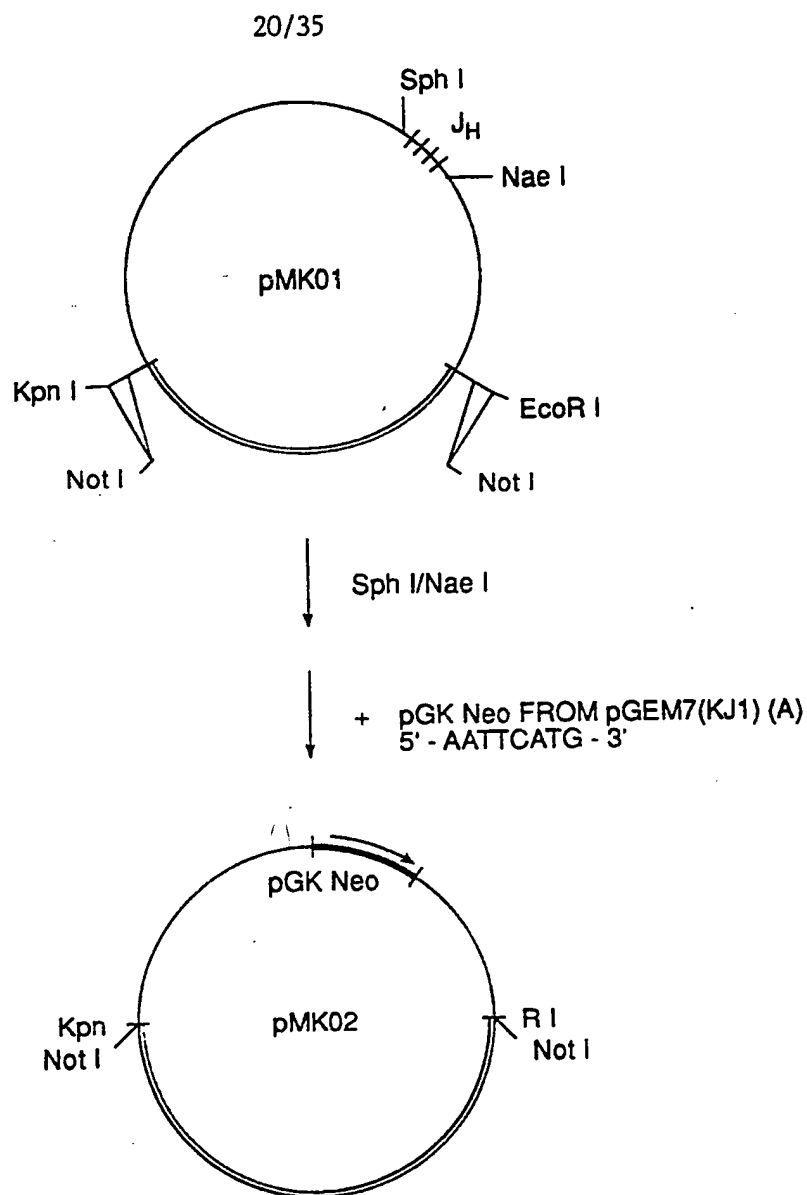 20/35
Sph I
JH
Nae I
pMK01
Kpn I
EcoR I
Not I
Not I
Sph I/Nae I
+ pGK Neo FROM pGEM7(KJ1) (A)
5' - AATTCATG - 3'
pGK Neo
Kpn
Not I
pMK02
R I
Not I